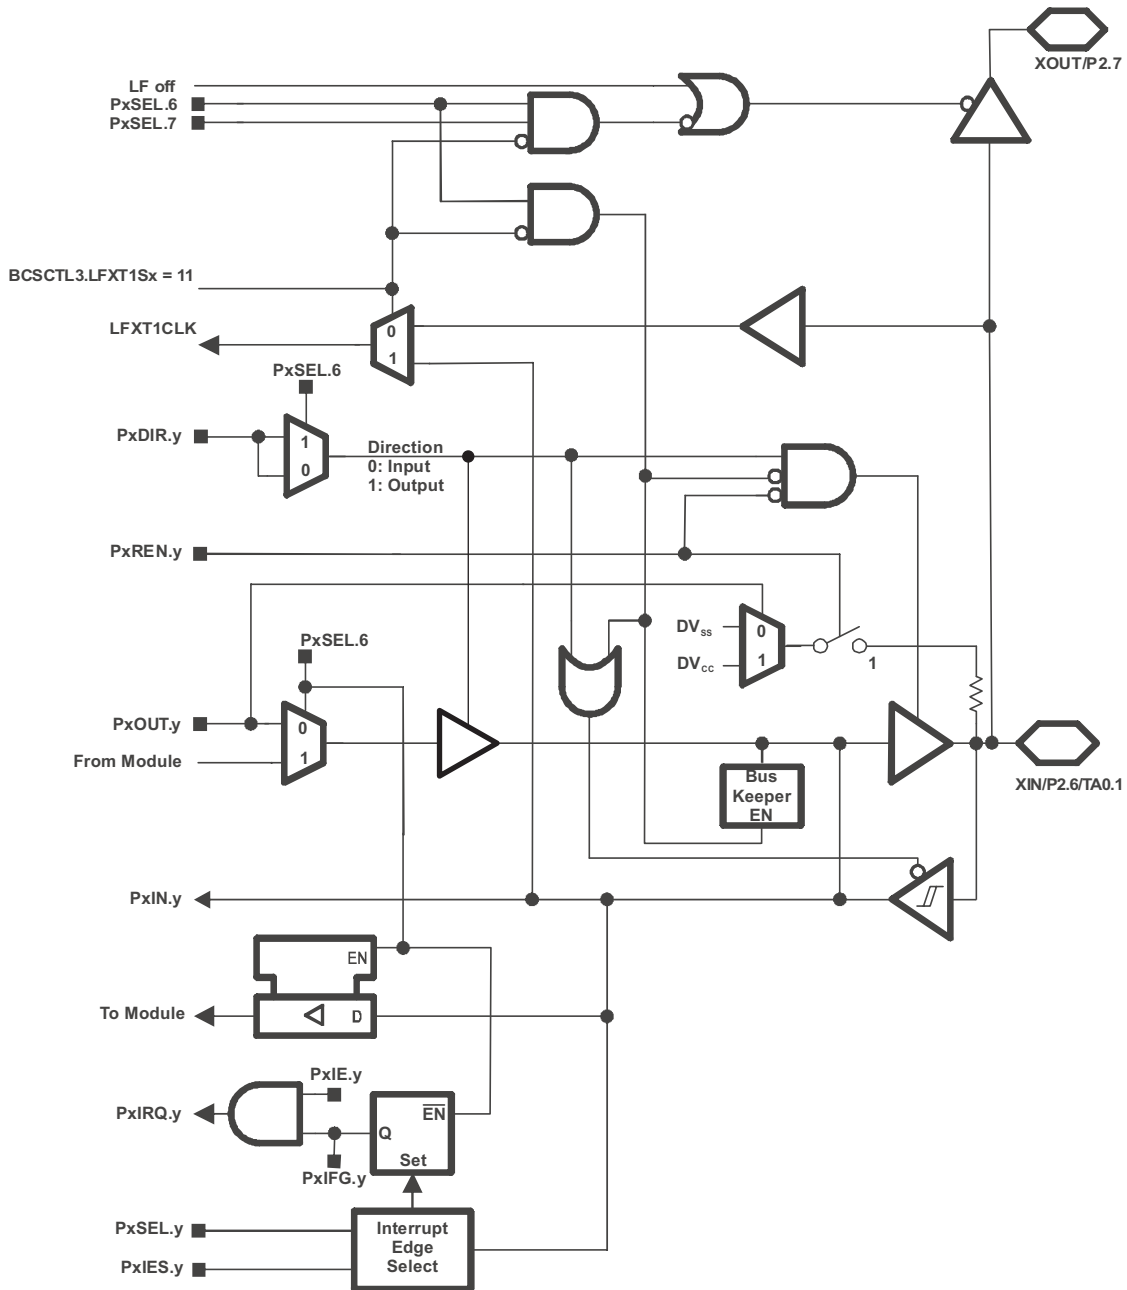 XOUT/P2.7
LF off
PxSEL.6
PxSEL.7
BCSCTL3.LFXT1Sx = 11
LFXT1CLK
0
1
PxSEL.6
PxDIR.y
1
0
Direction
0: Input
1: Output
PxREN.y
DVSS
DVCC
0
1
1
PxSEL.6
PxOUT.y
From Module
0
1
Bus
Keeper
EN
XIN/P2.6/TA0.1
PxIN.y
EN
To Module
D
PxIE.y
PxIRQ.y
EN
Q
Set
PxIFG.y
PxSEL.y
PxIES.y
Interrupt
Edge
Select